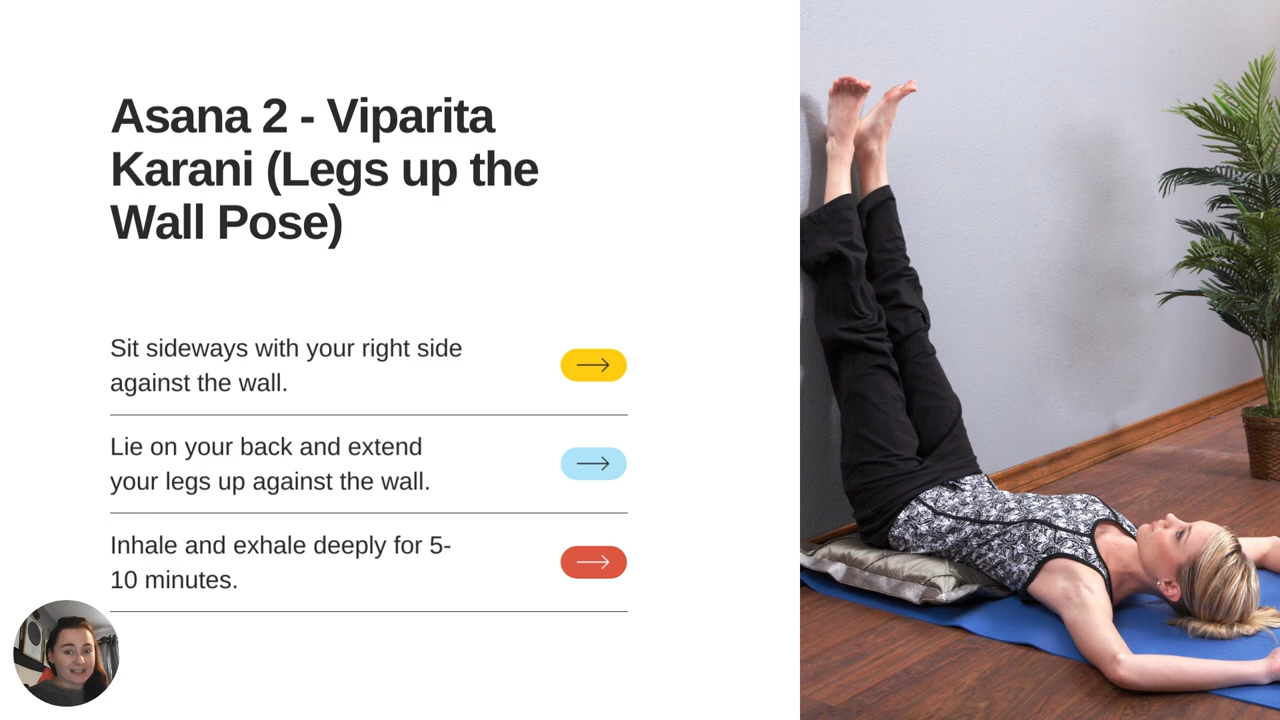 Asana 2 - Viparita
Karani (Legs up the
Wall Pose)
Sit sideways with your right side
against the wall.
Lie on your back and extend
your legs up against the wall.
Inhale and exhale deeply for 5-
10 minutes.